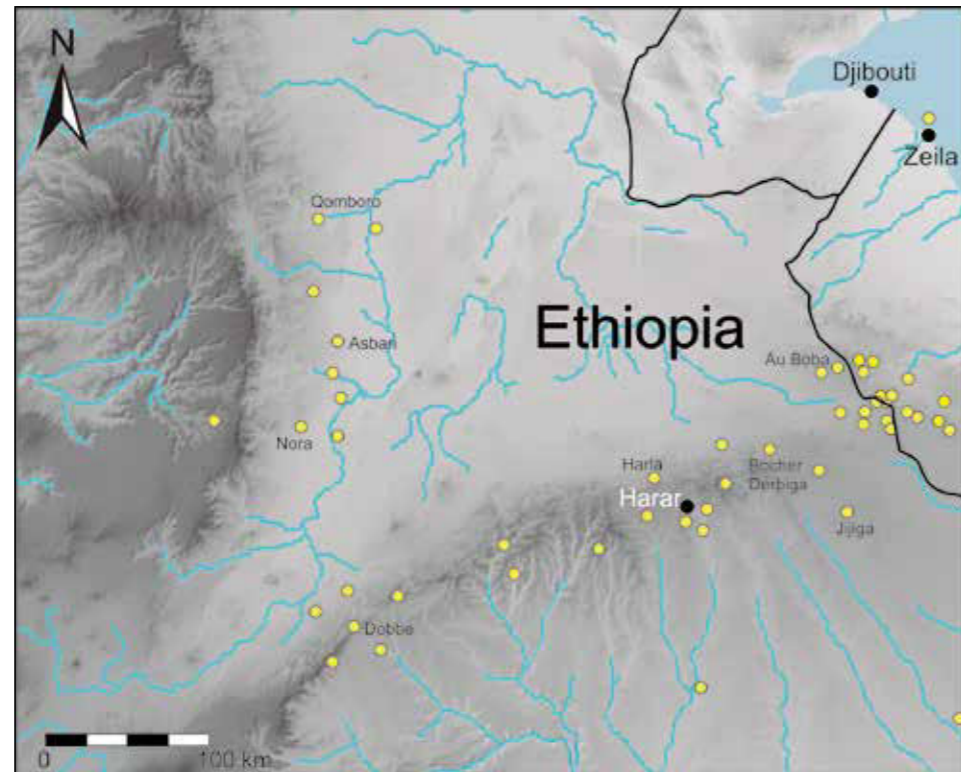 N
Djibouti
Zeila
Qomboro
Ethiopia
Asbari
Au Boba
Nora
Harla
Bocher
Derbiga
Harar
Jijiga
Dobbe
0
100 km